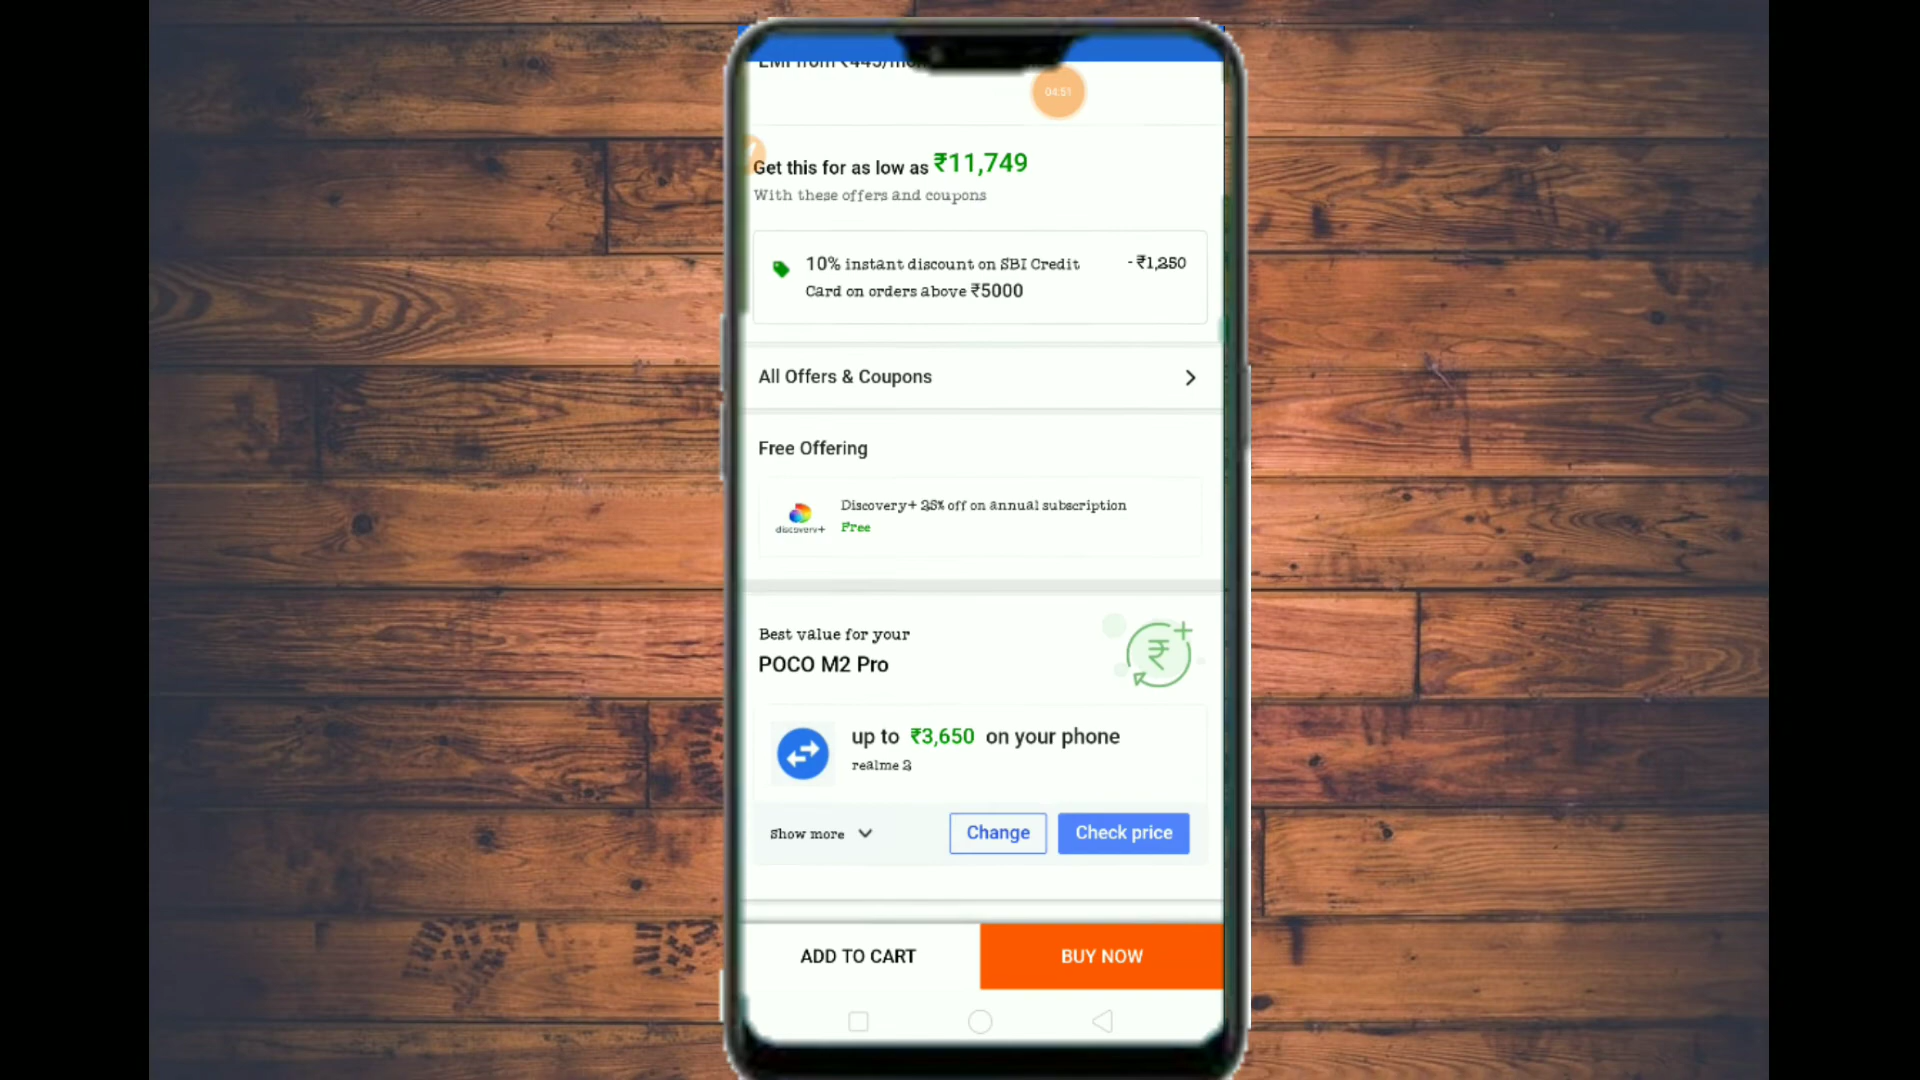 EMI from ₹445/mo
04:51
Get this for as low as ₹11,749
With these offers and coupons
10% instant discount on SBI Credit - ₹1,250
Card on orders above ₹5000
All Offers & Coupons
Free Offering
discovery+
Discovery+ 25% off on annual subscription
Free
Best value for your
POCO M2 Pro
up to ₹3,650 on your phone
realme 2
Show more
Change
Check price
ADD TO CART
BUY NOW